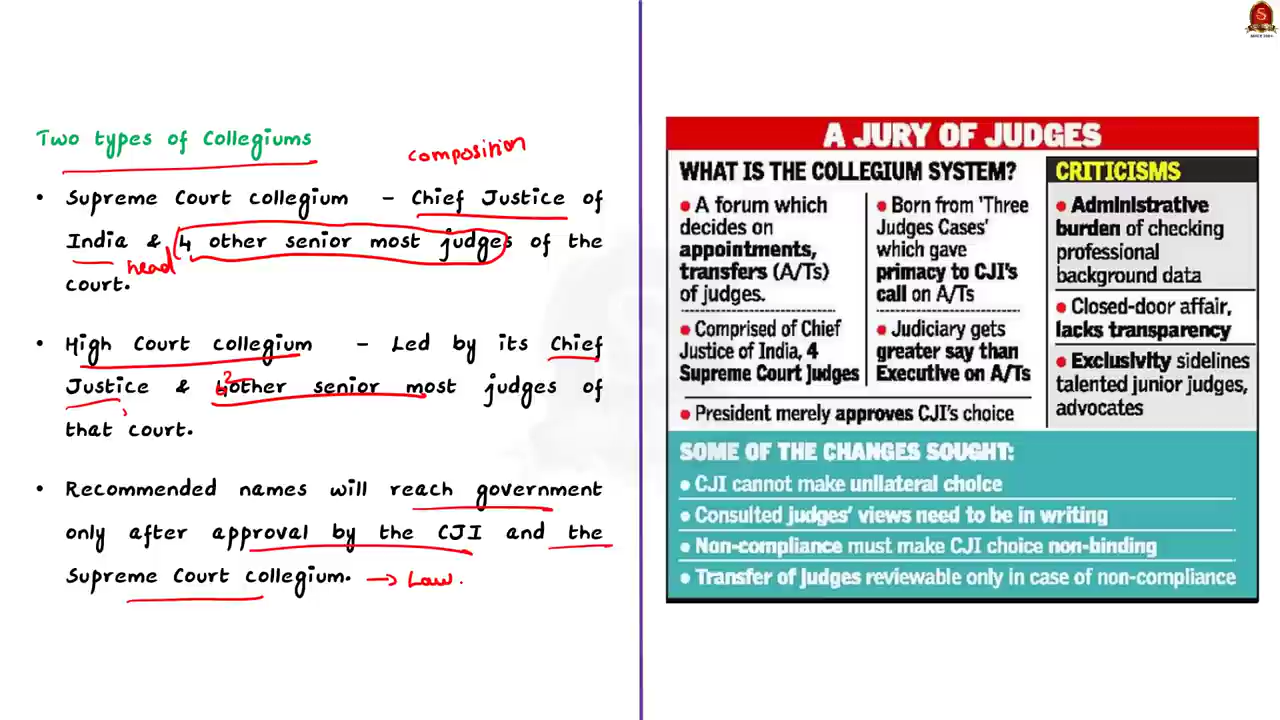 Two types of Collegiums
composition
• Supreme Court collegium - Chief Justice of
India & 4 other senior most judges of the
head
court.
• High Court collegium - Led by its Chief
Justice & 4 other senior most judges of
2
that court.
• Recommended names will reach government
only after approval by the CJI and the
Supreme Court collegium. → Law.
S
A JURY OF JUDGES
WHAT IS THE COLLEGIUM SYSTEM?
• A forum which
decides on
appointments,
transfers (A/Ts)
of judges.
• Comprised of Chief
Justice of India, 4
Supreme Court Judges
• Born from 'Three
Judges Cases'
which gave
primacy to CJI's
call on A/Ts
• Judiciary gets
greater say than
Executive on A/Ts
• President merely approves CJI's choice
CRITICISMS
• Administrative
burden of checking
professional
background data
• Closed-door affair,
lacks transparency
• Exclusivity sidelines
talented junior judges,
advocates
SOME OF THE CHANGES SOUGHT:
• CJI cannot make unilateral choice
• Consulted judges' views need to be in writing
• Non-compliance must make CJI choice non-binding
• Transfer of judges reviewable only in case of non-compliance